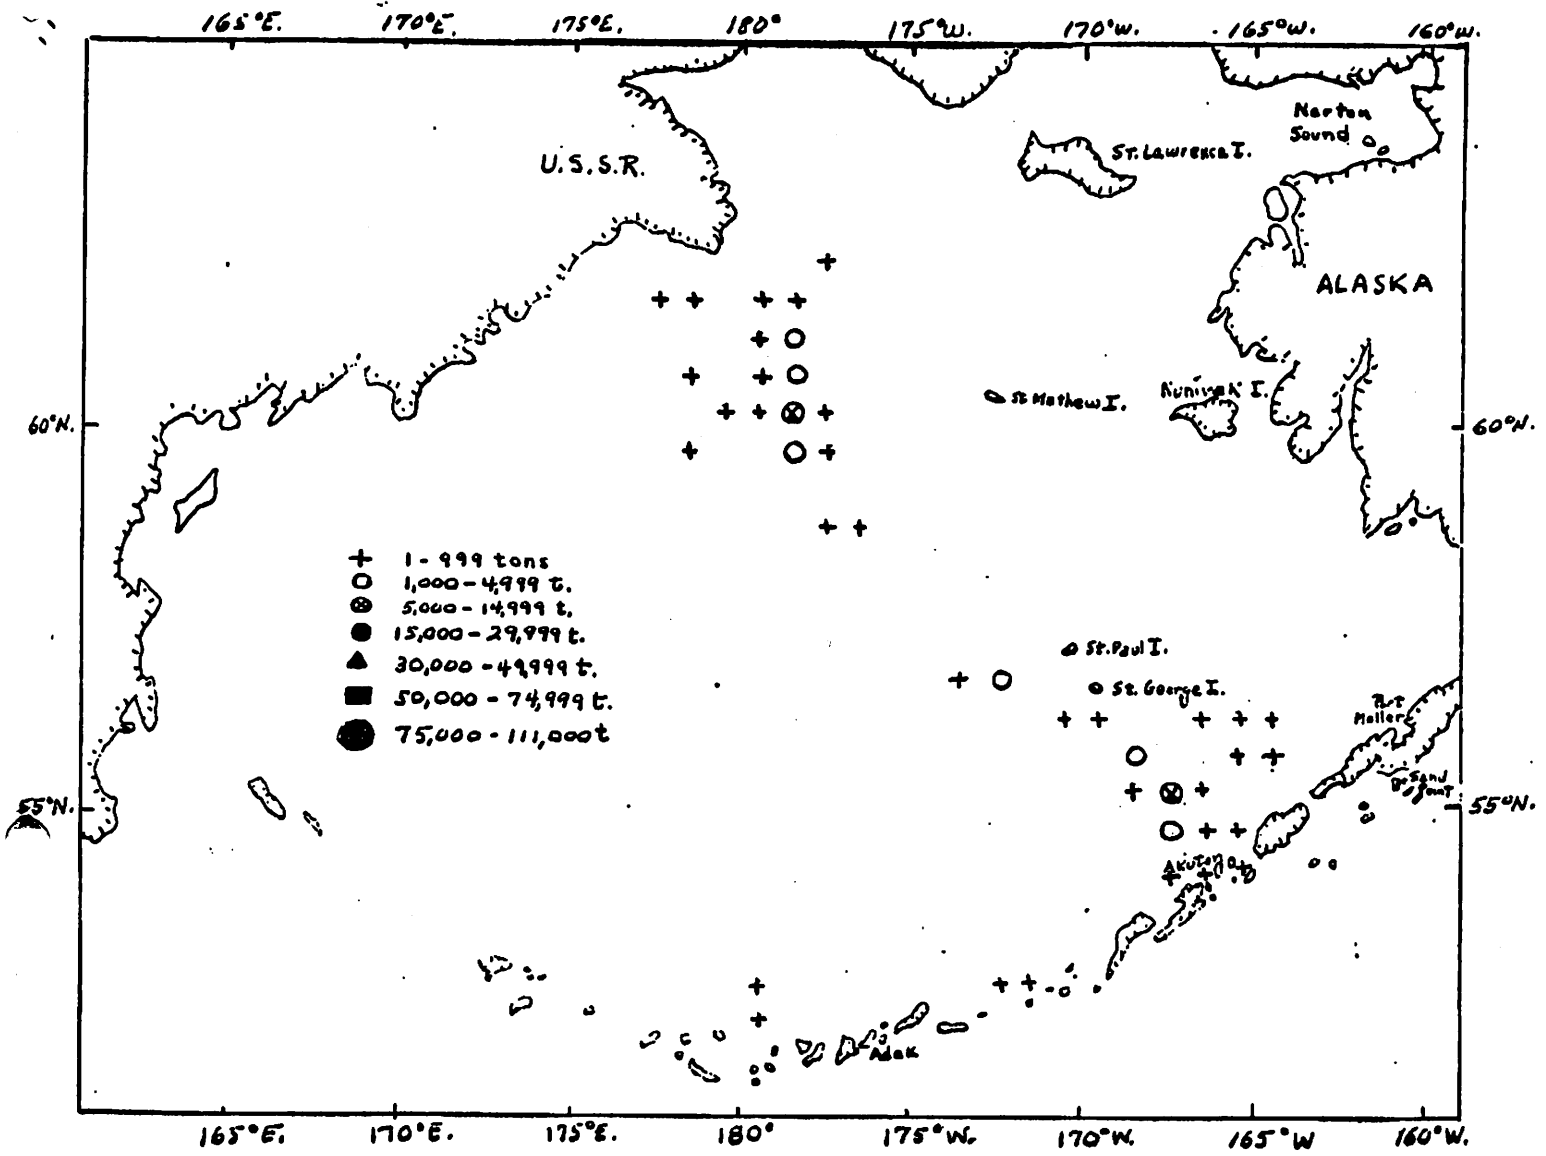 165°E. 170°E. 175°E. 180° 175°W. 170°W. 165°W. 160°W.
Norton
Sound
St. Lawrence I.
U.S.S.R.
ALASKA
Nunivak I.
St Mathew I.
60°N. 60°N.
+ 1 - 999 tons
1,000 - 4,999 t.
5,000 - 14,999 t.
15,000 - 29,999 t.
30,000 - 49,999 t.
50,000 - 74,999 t.
75,000 - 111,000 t
St. Paul I.
St. George I.
Port
Moller
Sand
Point
55°N. 55°N.
Akutan
Adak
165°E. 170°E. 175°E. 180° 175°W. 170°W. 165°W 160°W.